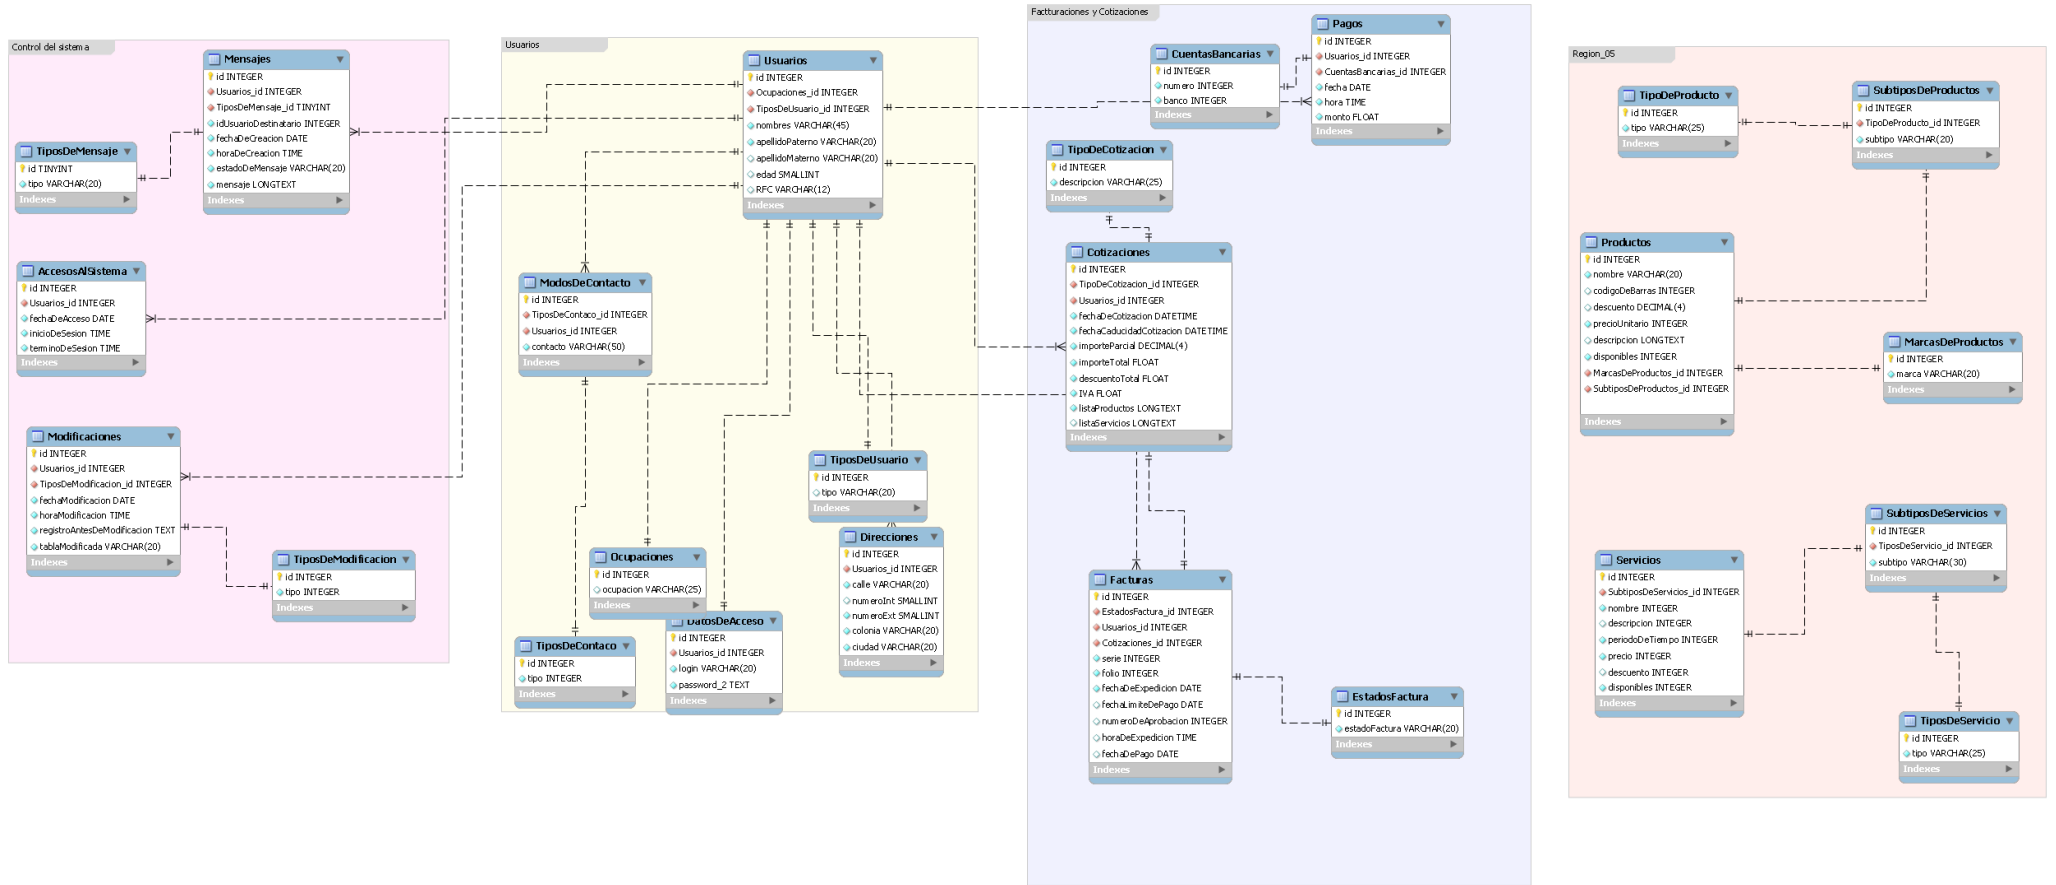 Control del sistema
Mensajes
id INTEGER
Usuarios_id INTEGER
TiposDeMensaje_id TINYINT
idUsuarioDestinatario INTEGER
fechaDeCreacion DATE
horaDeCreacion TIME
estadoDeMensaje VARCHAR(20)
mensaje LONGTEXT
Indexes
TiposDeMensaje
id TINYINT
tipo VARCHAR(20)
Indexes
AccesosAlSistema
id INTEGER
Usuarios_id INTEGER
fechaDeAcceso DATE
inicioDeSesion TIME
terminoDeSesion TIME
Indexes
Modificaciones
id INTEGER
Usuarios_id INTEGER
TiposDeModificacion_id INTEGER
fechaModificacion DATE
horaModificacion TIME
registroAntesDeModificacion TEXT
tablaModificada VARCHAR(20)
Indexes
TiposDeModificacion
id INTEGER
tipo INTEGER
Indexes
Usuarios
Usuarios
id INTEGER
Ocupaciones_id INTEGER
TiposDeUsuario_id INTEGER
nombres VARCHAR(45)
apellidoPaterno VARCHAR(20)
apellidoMaterno VARCHAR(20)
edad SMALLINT
RFC VARCHAR(12)
Indexes
ModosDeContacto
id INTEGER
TiposDeContaco_id INTEGER
Usuarios_id INTEGER
contacto VARCHAR(50)
Indexes
TiposDeUsuario
id INTEGER
tipo VARCHAR(20)
Indexes
Ocupaciones
id INTEGER
ocupacion VARCHAR(25)
Indexes
Direcciones
id INTEGER
Usuarios_id INTEGER
calle VARCHAR(20)
numeroInt SMALLINT
numeroExt SMALLINT
colonia VARCHAR(20)
ciudad VARCHAR(20)
Indexes
DatosDeAcceso
id INTEGER
Usuarios_id INTEGER
login VARCHAR(20)
password_2 TEXT
Indexes
TiposDeContaco
id INTEGER
tipo INTEGER
Indexes
Factturaciones y Cotizaciones
Pagos
id INTEGER
Usuarios_id INTEGER
CuentasBancarias_id INTEGER
fecha DATE
hora TIME
monto FLOAT
Indexes
CuentasBancarias
id INTEGER
numero INTEGER
banco INTEGER
Indexes
TipoDeCotizacion
id INTEGER
descripcion VARCHAR(25)
Indexes
Cotizaciones
id INTEGER
TipoDeCotizacion_id INTEGER
Usuarios_id INTEGER
fechaDeCotizacion DATETIME
fechaCaducidadCotizacion DATETIME
importeParcial DECIMAL(4)
importeTotal FLOAT
descuentoTotal FLOAT
IVA FLOAT
listaProductos LONGTEXT
listaServicios LONGTEXT
Indexes
Facturas
id INTEGER
EstadosFactura_id INTEGER
Usuarios_id INTEGER
Cotizaciones_id INTEGER
serie INTEGER
folio INTEGER
fechaDeExpedicion DATE
fechaLimiteDePago DATE
numeroDeAprobacion INTEGER
horaDeExpedicion TIME
fechaDePago DATE
Indexes
EstadosFactura
id INTEGER
estadoFactura VARCHAR(20)
Indexes
Region_05
TipoDeProducto
id INTEGER
tipo VARCHAR(25)
Indexes
SubtiposDeProductos
id INTEGER
TipoDeProducto_id INTEGER
subtipo VARCHAR(20)
Indexes
Productos
id INTEGER
nombre VARCHAR(20)
codigoDeBarras INTEGER
descuento DECIMAL(4)
precioUnitario INTEGER
descripcion LONGTEXT
disponibles INTEGER
MarcasDeProductos_id INTEGER
SubtiposDeProductos_id INTEGER
Indexes
MarcasDeProductos
id INTEGER
marca VARCHAR(20)
Indexes
SubtiposDeServicios
id INTEGER
TiposDeServicio_id INTEGER
subtipo VARCHAR(30)
Indexes
Servicios
id INTEGER
SubtiposDeServicios_id INTEGER
nombre INTEGER
descripcion INTEGER
periodoDeTiempo INTEGER
precio INTEGER
descuento INTEGER
disponibles INTEGER
Indexes
TiposDeServicio
id INTEGER
tipo VARCHAR(25)
Indexes